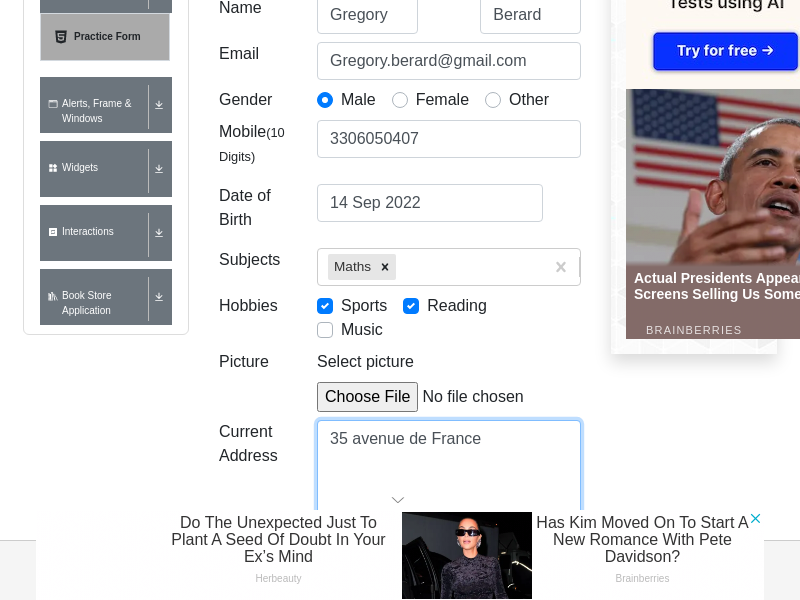 Practice Form
Alerts, Frame &
Windows
Widgets
Interactions
Book Store
Application
Name
Gregory
Berard
Email
Gregory.berard@gmail.com
Gender
Male
Female
Other
Mobile(10
Digits)
3306050407
Date of
Birth
14 Sep 2022
Subjects
Maths
Hobbies
Sports
Reading
Music
Picture
Select picture
Choose File No file chosen
Current
Address
35 avenue de France
Tests using AI
Try for free →
Actual Presidents Appea
Screens Selling Us Some
BRAINBERRIES
Do The Unexpected Just To
Plant A Seed Of Doubt In Your
Ex's Mind
Herbeauty
Has Kim Moved On To Start A
New Romance With Pete
Davidson?
Brainberries